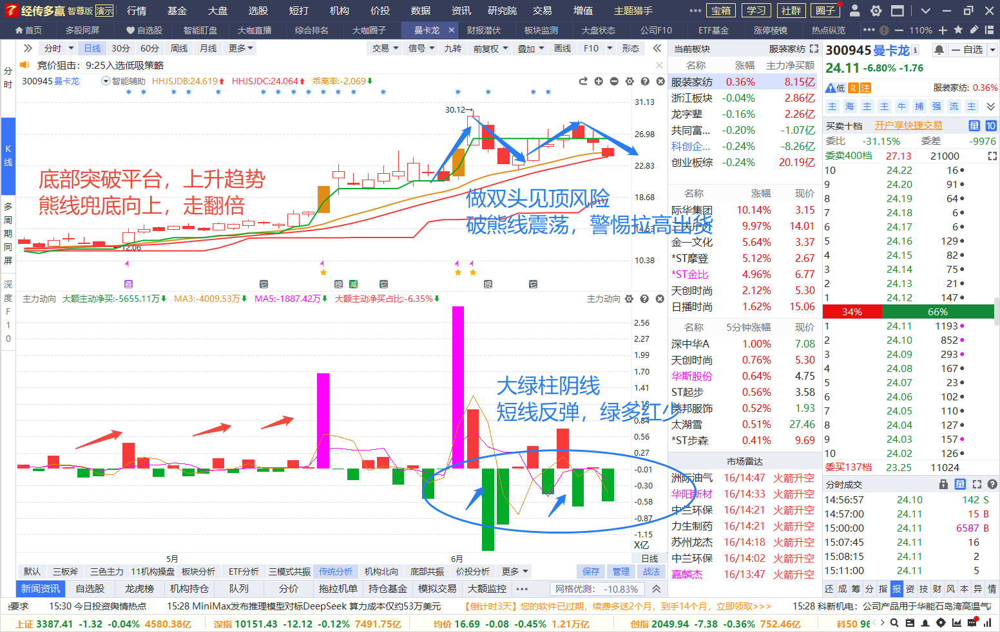 经传多赢 智尊版 演示 行情 基金 大盘 选股 短打 机构 价投 数据 资讯 研究院 交易 增值 主题猎手 宝箱 学习 社群 圈子
首页 多股同屏 自选股 智能盯盘 大咖直播 综合排名 大咖圈子 曼卡龙 财报潜伏 板块监测 大盘状态 公司F10 ETF基金 涨停棱镜 热点纵览 110%
分时 日线 30分 60分 周线 月线 更多 交易 信号 九转 前复权 叠加 画线 F10 形态
竞价狙击：9:25入选低吸策略
300945 曼卡龙 智能辅助 HHJSJDB:24.619 HHJSJDC:24.064 乖离率:-2.069
分时
K线
多周期同屏
深度F10
31.13
30.12
26.98
22.83
18.68
10.38
12.06
底部突破平台，上升趋势
熊线兜底向上，走翻倍
做双头见顶风险
破熊线震荡，警惕拉高出货
叠 它 提 减 它 提 它
主力动向 大额主动净买:-5655.11万 MA3:-4009.53万 MA5:-1887.42万 大额主动净买占比:-6.35% 主力动向
2.56
2.27
1.99
1.70
1.41
1.13
0.84
0.56
0.27
-0.01
-0.30
-0.58
-0.87
-1.15
X亿
大绿柱阴线
短线反弹，绿多红少
5月 6月 日线
默认 三板斧 三色主力 11机构操盘 板块分析 ETF分析 三模式共振 传统分析 机构北向 底部共振 价投分析 更多 保存 管理 战法
新闻资讯 自选股 龙虎榜 机构持仓 队列 分价 拖拉机单 持仓基金 模拟交易 大额监控 网格优测： -10.83%
当前板块 服装家纺
名称 涨幅 主力净买额
服装家纺 0.36% 8.15亿
浙江板块 -0.04% 2.86亿
龙字辈 -0.16% 2.26亿
共同富... -0.20% -1.07亿
科创企... -0.24% -8.26亿
创业板综 -0.24% 20.19亿
名称 涨幅 现价
际华集团 10.14% 3.15
9.97% 14.01
金一文化 5.64% 3.37
*ST摩登 5.12% 2.67
*ST金比 4.96% 6.77
天创时尚 2.12% 5.30
日播时尚 1.62% 15.06
名称 5分钟涨幅 现价
深中华A 1.00% 7.08
天创时尚 0.76% 5.30
华斯股份 0.64% 4.75
ST起步 0.56% 3.58
美邦服饰 0.52% 1.93
太湖雪 0.51% 27.46
*ST步森 0.41% 9.69
市场雷达
洲际油气 16/14:47 火箭升空
华阳新材 16/14:33 火箭升空
中兰环保 16/14:21 火箭升空
力生制药 16/14:21 火箭升空
苏州龙杰 16/14:18 火箭升空
中兰环保 16/14:02 火箭升空
嘉麟杰 16/13:47 火箭升空
300945 曼卡龙 自选
24.11 -6.80% -1.76
低 R 注 服装家纺: 0.36%
主 海 主 主 牛 捕 强 流 主
买卖十档 开户享快捷交易 量 10
委比 -31.15% 委差 -9976
委卖400档 27.13 21000
10 24.22 16
9 24.20 91
8 24.19 64
7 24.18 6
6 24.17 6
5 24.16 129
4 24.15 82
3 24.14 75
2 24.13 21
1 24.12 147
34% 66%
1 24.11 1193
2 24.10 852
3 24.09 293
4 24.08 167
5 24.07 23
6 24.06 102
7 24.05 110
8 24.04 127
9 24.03 157
10 24.02 126
委买137档 23.25 11024
分时成交 量
14:56:57 24.10 142 S
14:57:00 24.11 15 B
15:00:00 24.11 6587 B
15:07:45 24.11 16
15:08:15 24.11 2
15:11:00 24.11 5
还 成 筹 分 指 报 资 技 财 风 本 异 情
要求 15:30 今日投资舆情热点 15:28 MiniMax发布推理模型对标DeepSeek 算力成本仅约53万美元 【倒计时3天】您的软件已过期，续费多送2个月，到手14个月，立即领取>>> 15:28 科新机电：公司产品用于华能石岛湾高温气
上证 3387.41 -1.32 -0.04% 4580.38亿 深指 10151.43 -12.12 -0.12% 7491.75亿 均价 16.69 -0.08 -0.45% 1.21万亿 创指 2049.94 -7.38 -0.36% 752.46亿 科50 96